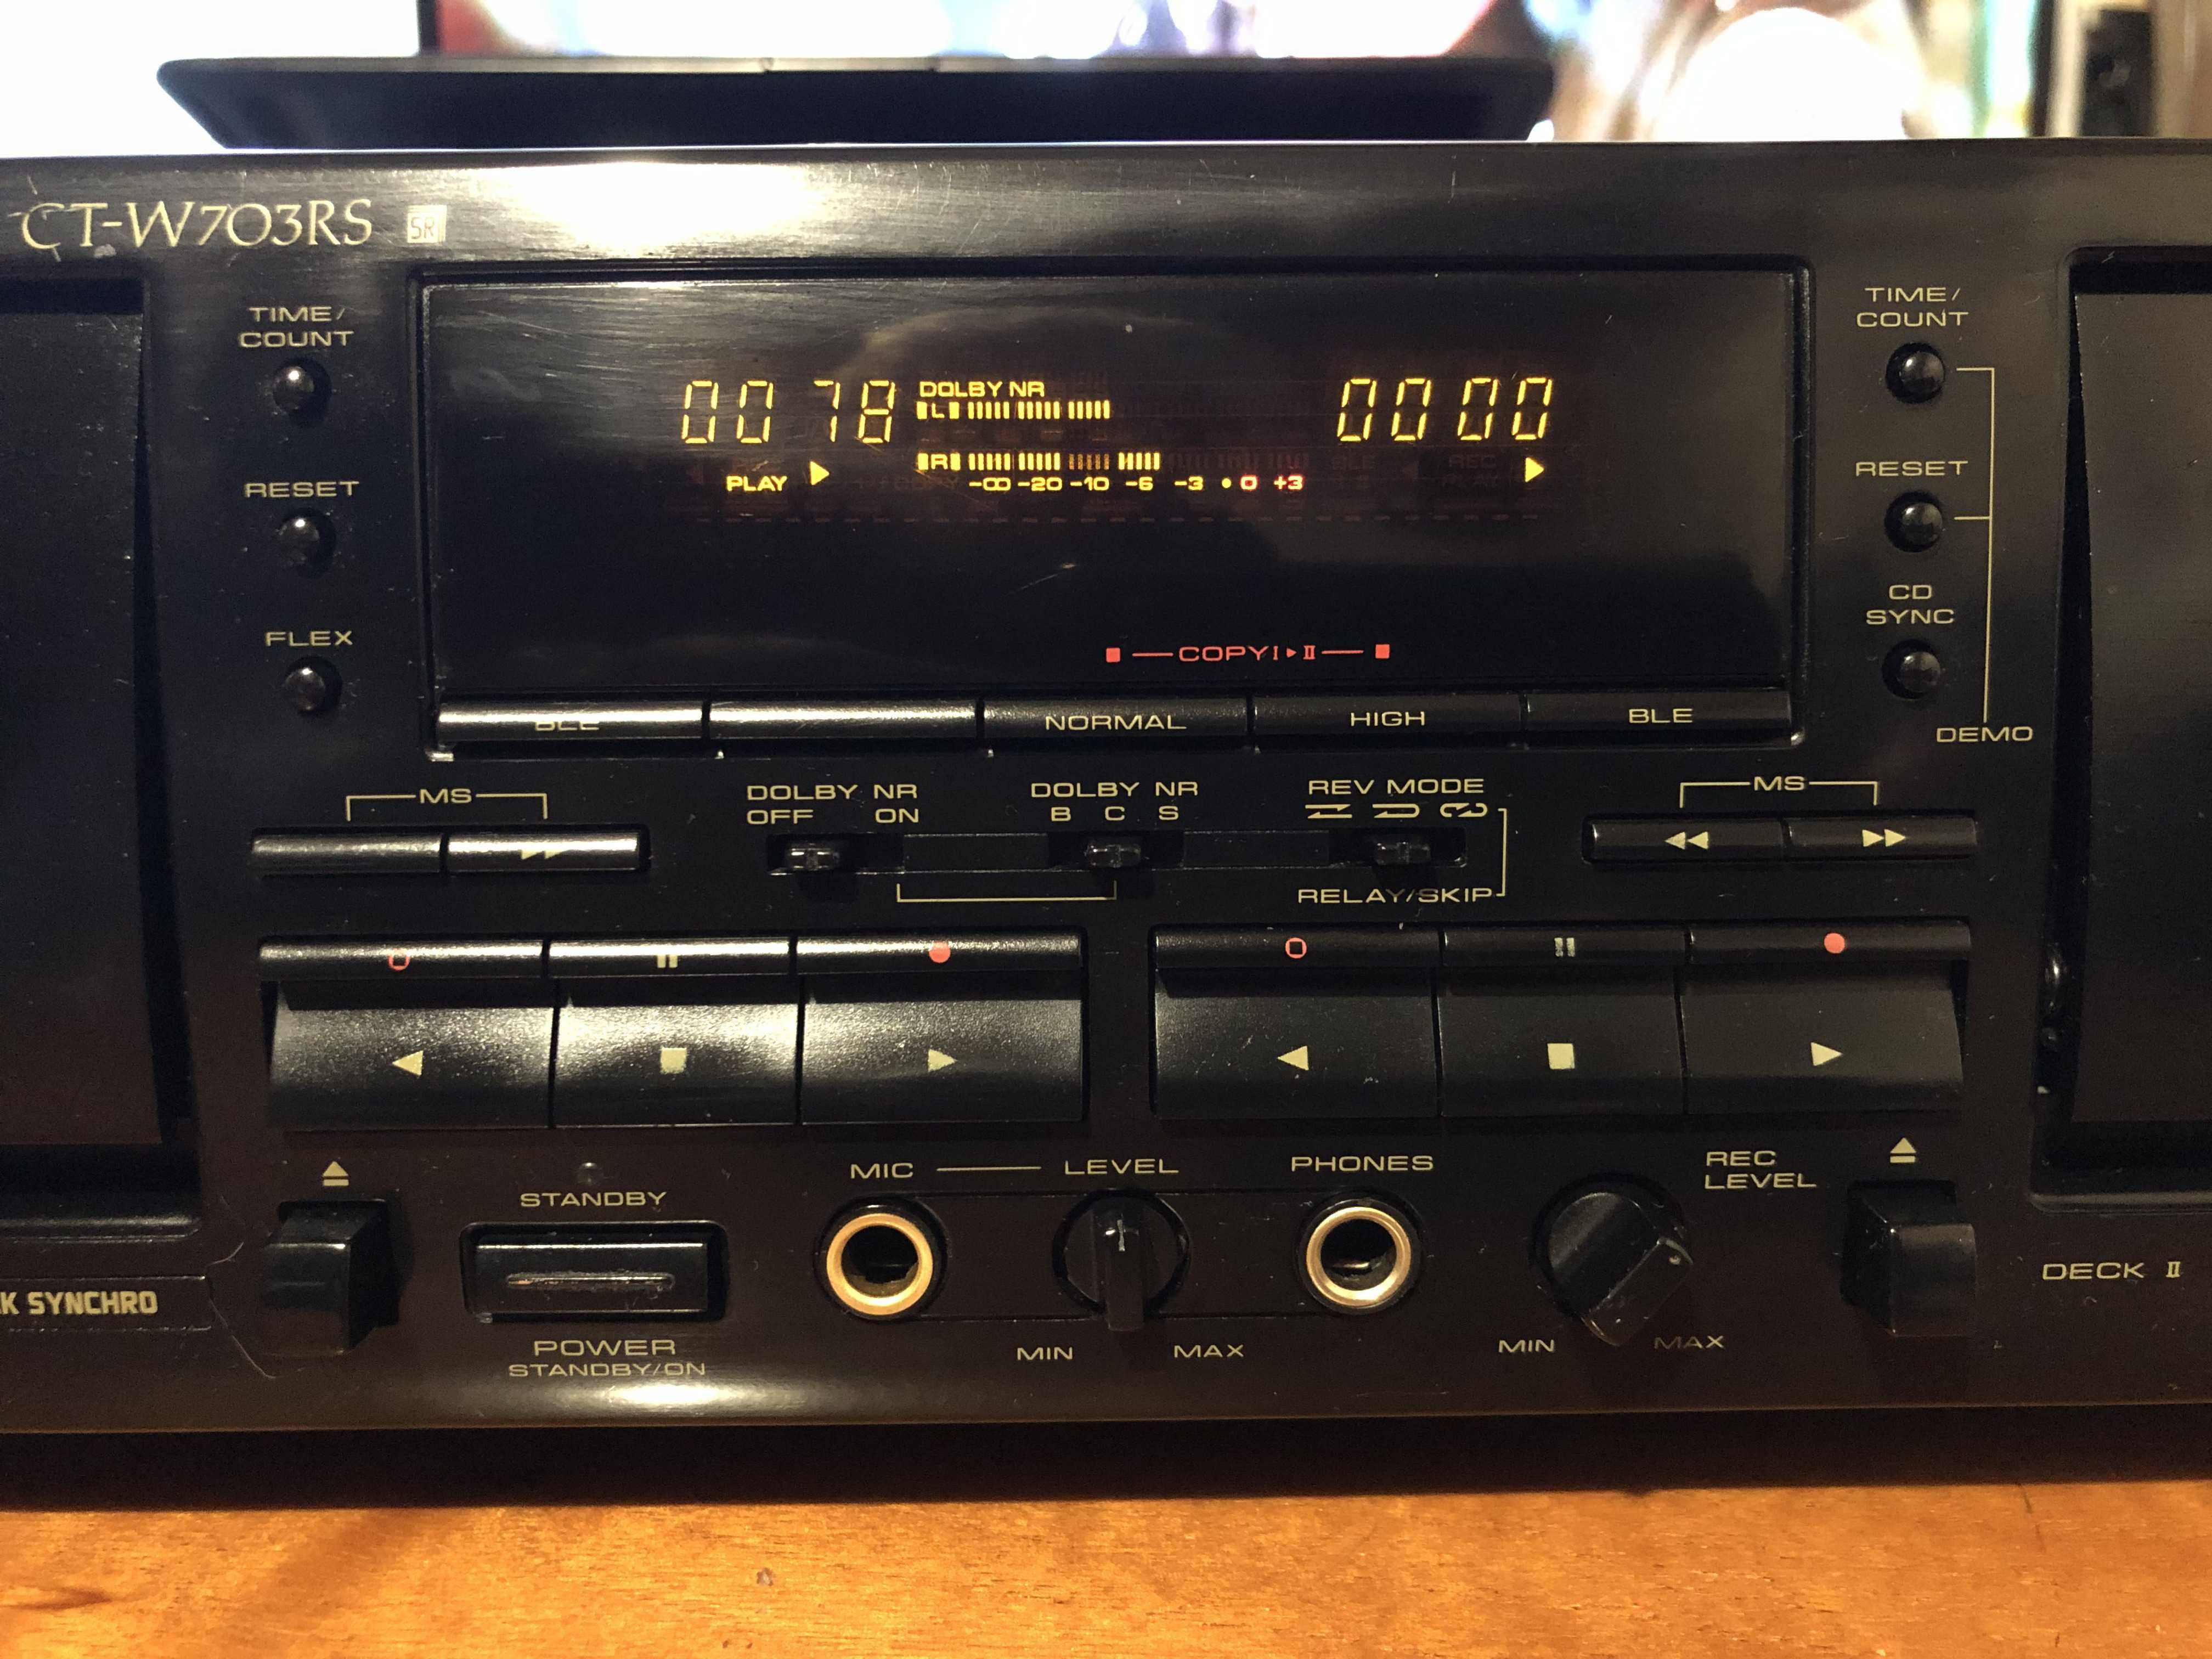 CT-W703RS SR
TIME/
COUNT
RESET
FLEX
0078 DOLBY NR 0000
L
PLAY R
-∞ -20 -10 -6 -3 0 +3
COPY I ▸ II
TIME/
COUNT
RESET
CD
SYNC
DEMO
BLE NORMAL HIGH BLE
MS
DOLBY NR
OFF ON
DOLBY NR
B C S
REV MODE
RELAY/SKIP
MS
STANDBY
POWER
STANDBY/ON
MIC LEVEL
MIN MAX
PHONES
REC
LEVEL
MIN MAX
K SYNCHRO
DECK II